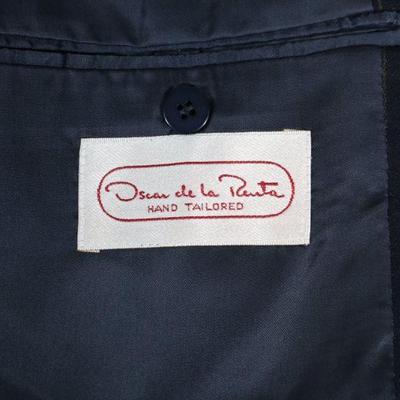 Oscar de la Renta
HAND TAILORED